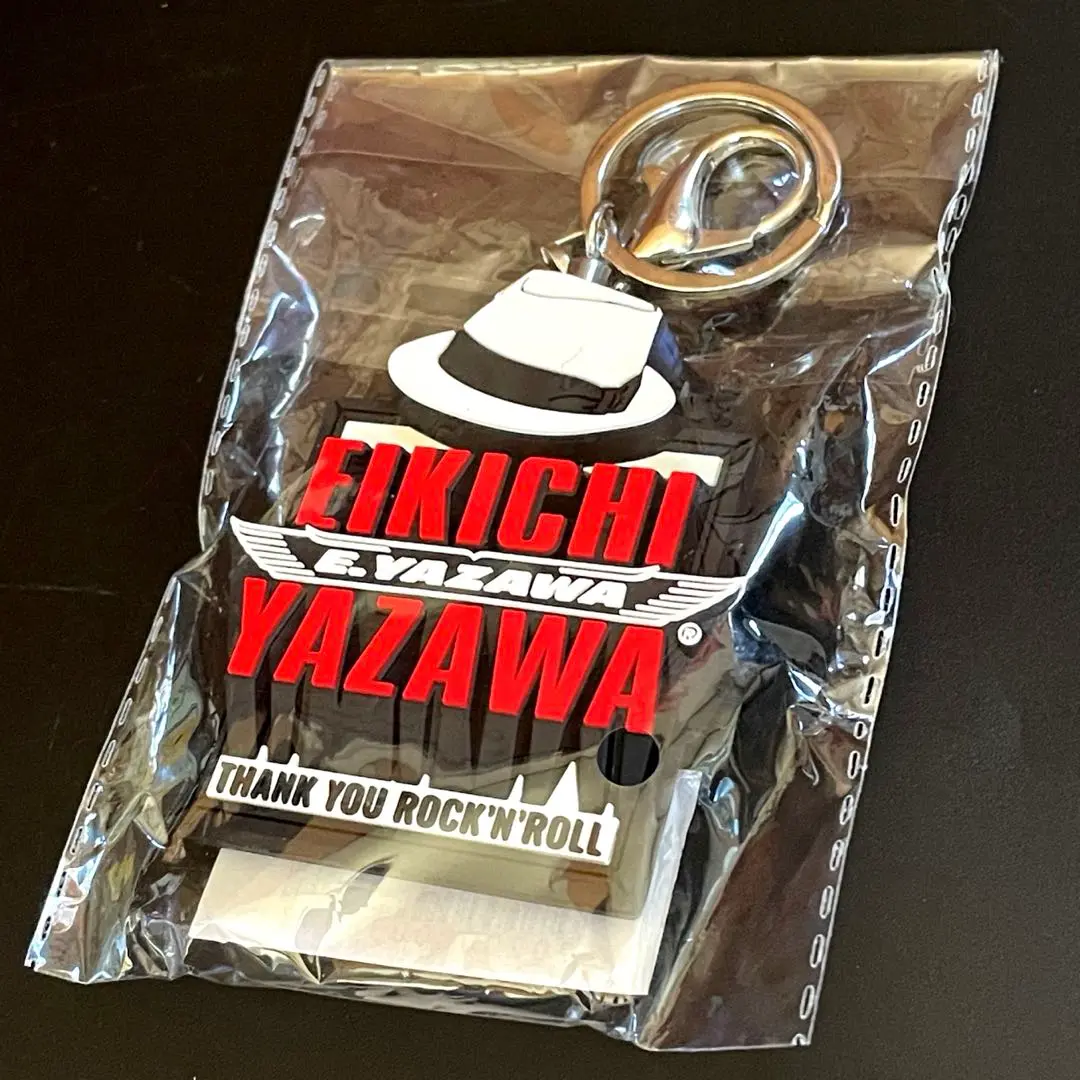 EIKICHI
E.YAZAWA
YAZAWA®
THANK YOU ROCK'N'ROLL